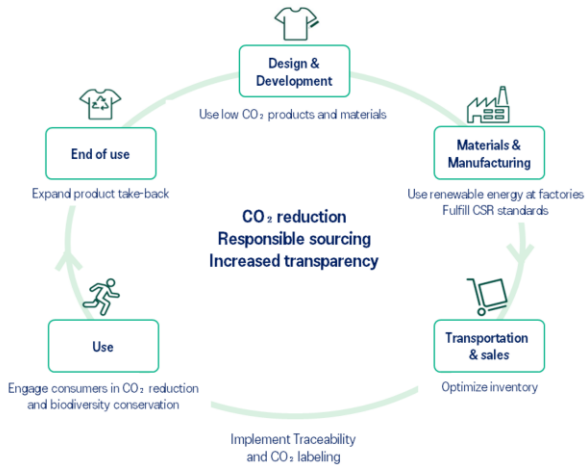 Design &
Development
Use low CO₂ products and materials
Materials &
Manufacturing
Use renewable energy at factories
Fulfill CSR standards
Transportation
& sales
Optimize inventory
Implement Traceability
and CO₂ labeling
Use
Engage consumers in CO₂ reduction
and biodiversity conservation
End of use
Expand product take-back
CO₂ reduction
Responsible sourcing
Increased transparency